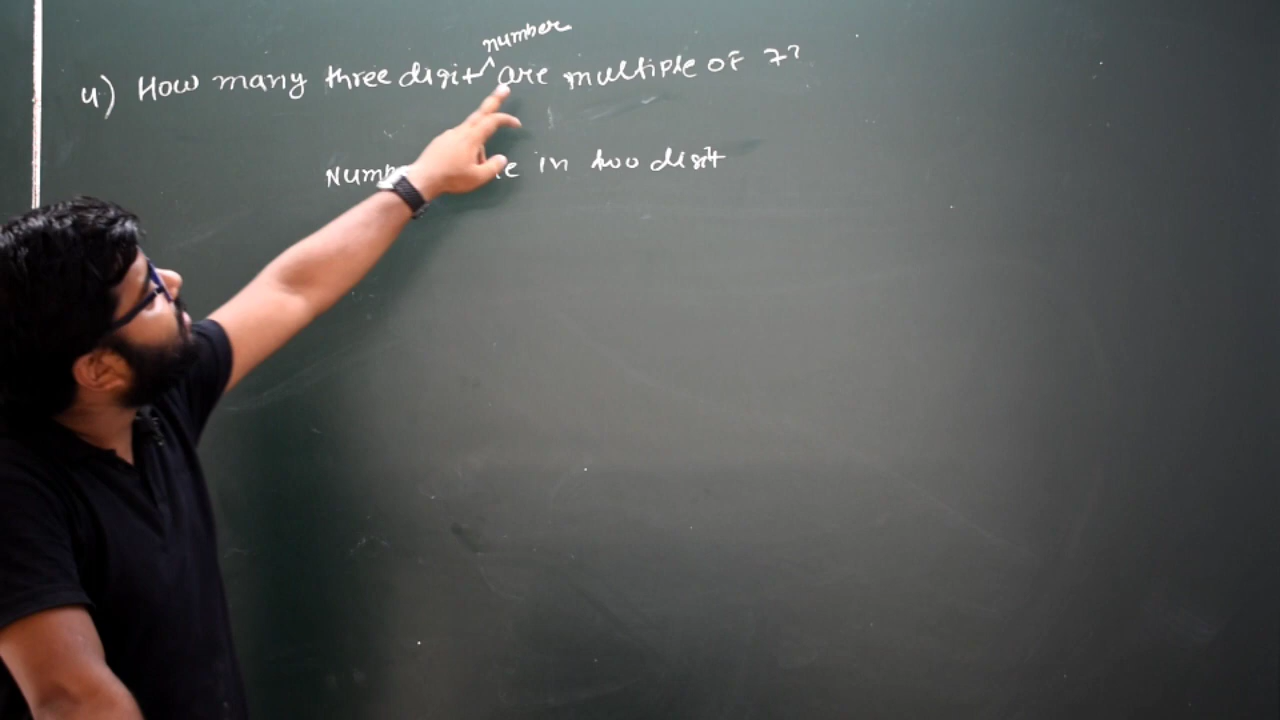 number
4) How many three digit ^ are multiple of 7?
in two digit